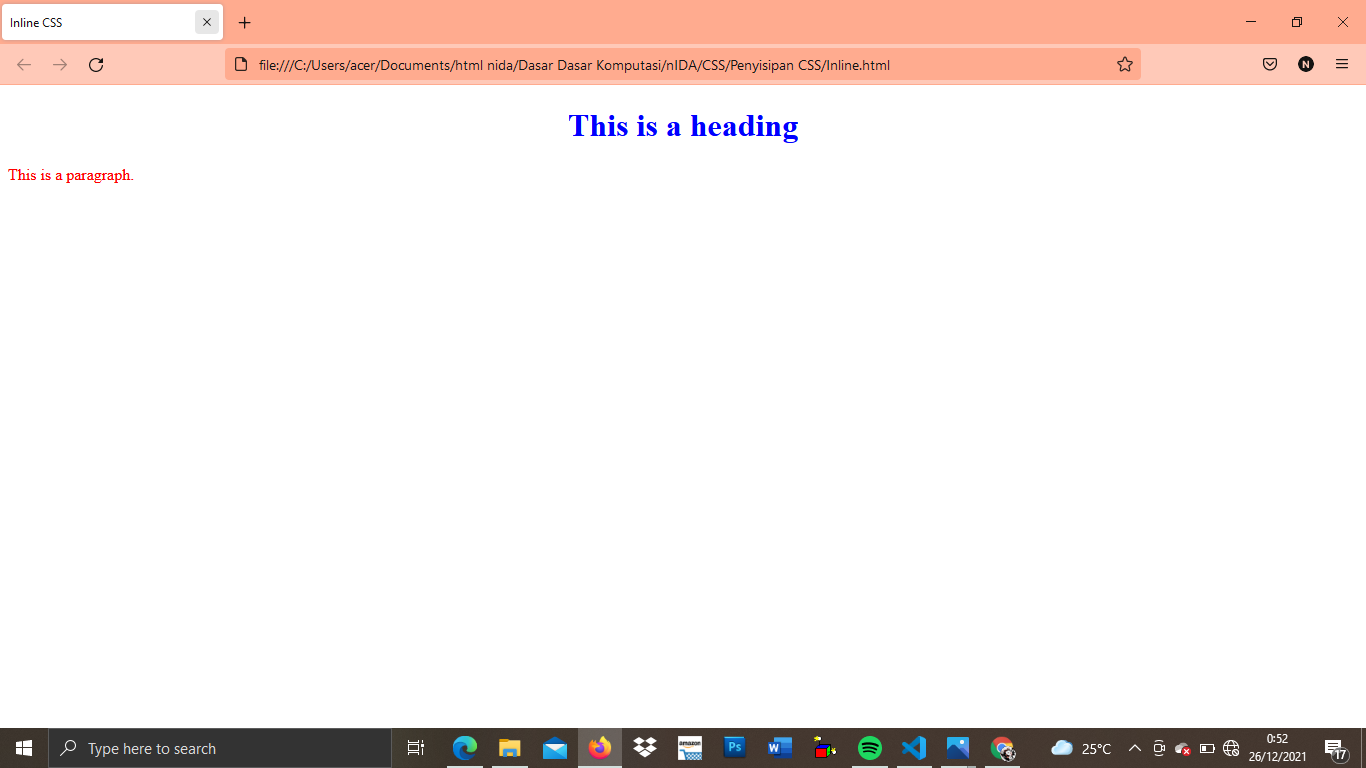 Inline CSS
N
file:///C:/Users/acer/Documents/html nida/Dasar Dasar Komputasi/nIDA/CSS/Penyisipan CSS/Inline.html
This is a heading
This is a paragraph.
Type here to search
amazon
Ps
W
25°C
0:52
26/12/2021
17